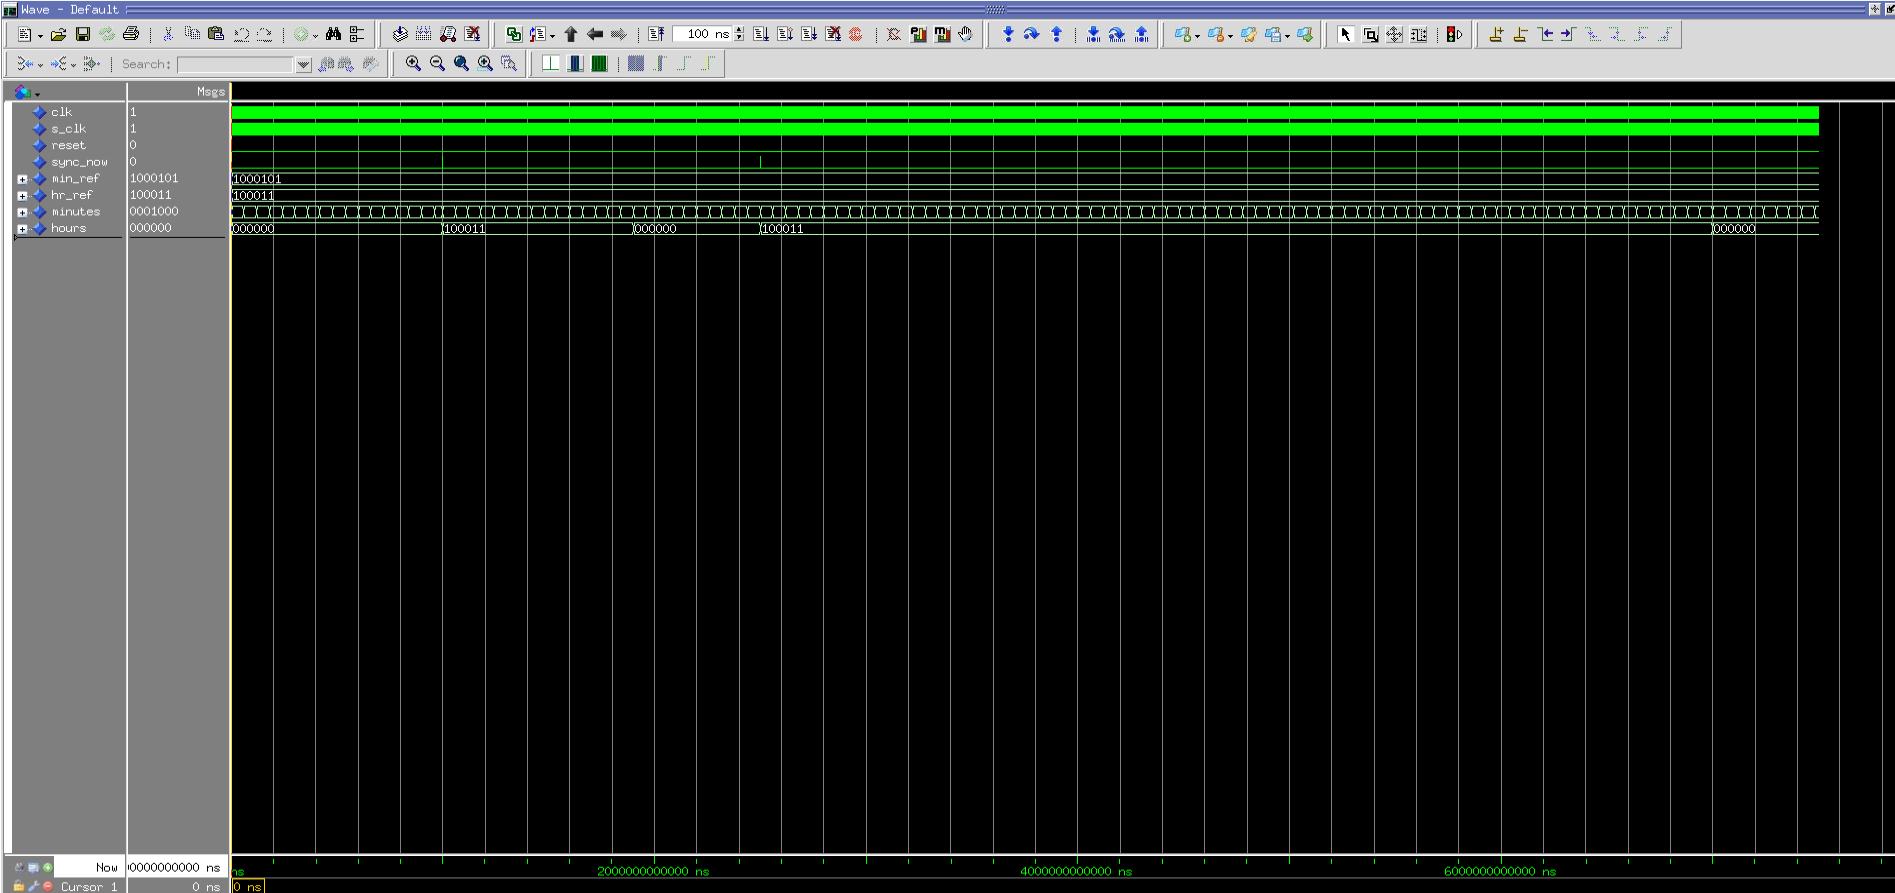 Wave - Default
100 ns
Search:
Msgs
clk 1
s_clk 1
reset 0
sync_now 0
min_ref 1000101 1000101
hr_ref 100011 100011
minutes 0001000
hours 000000 000000 100011 000000 100011 000000
Now 0000000000 ns ns 2000000000000 ns 4000000000000 ns 6000000000000 ns
Cursor 1 0 ns 0 ns